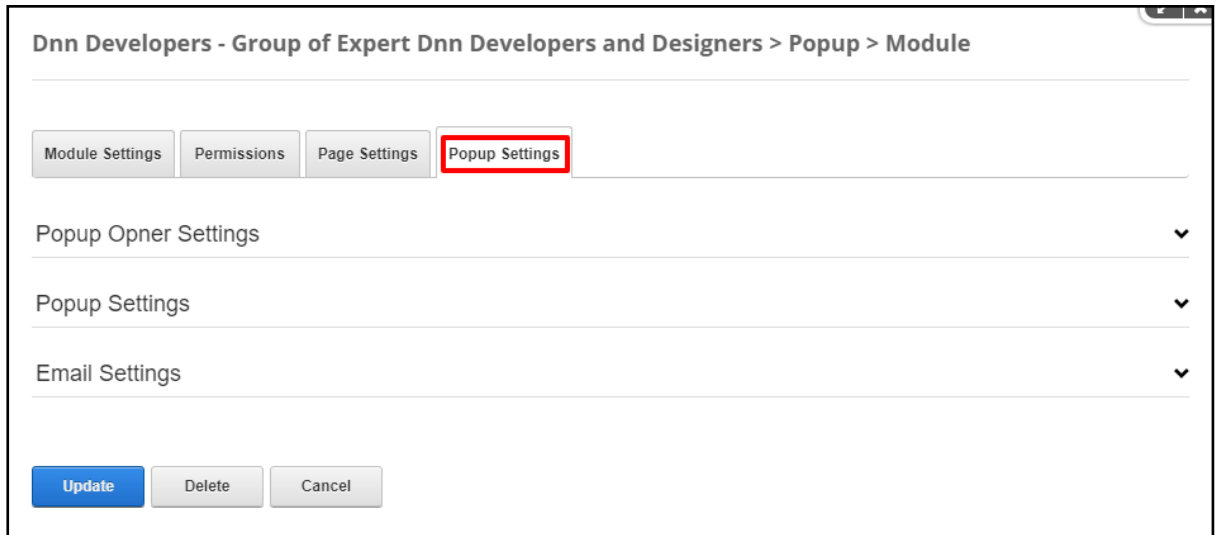 Dnn Developers - Group of Expert Dnn Developers and Designers > Popup > Module
Module Settings Permissions Page Settings Popup Settings
Popup Opner Settings
Popup Settings
Email Settings
Update Delete Cancel